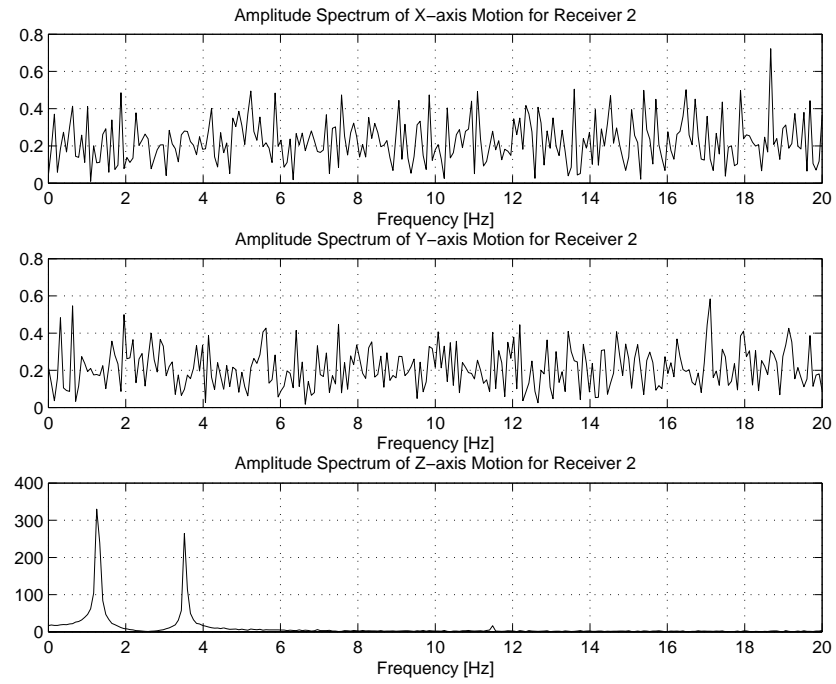 Amplitude Spectrum of X−axis Motion for Receiver 2
0.8
0.6
0.4
0.2
0
0 2 4 6 8 10 12 14 16 18 20
Frequency [Hz]
Amplitude Spectrum of Y−axis Motion for Receiver 2
0.8
0.6
0.4
0.2
0
0 2 4 6 8 10 12 14 16 18 20
Frequency [Hz]
Amplitude Spectrum of Z−axis Motion for Receiver 2
400
300
200
100
0
0 2 4 6 8 10 12 14 16 18 20
Frequency [Hz]